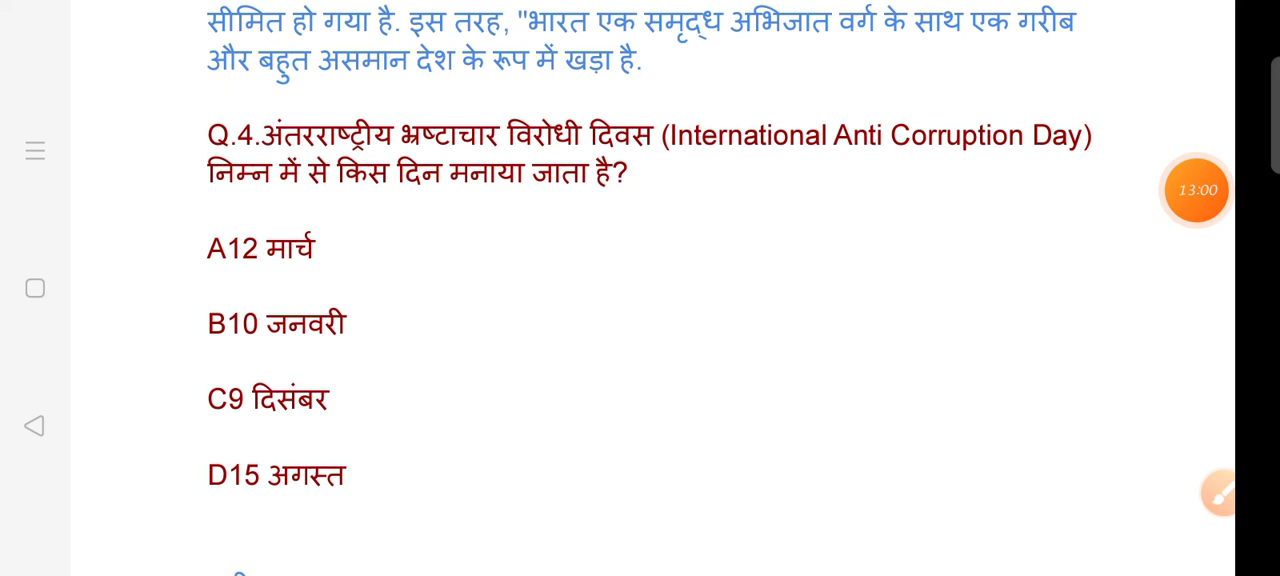 सीमित हो गया है. इस तरह, "भारत एक समृद्ध अभिजात वर्ग के साथ एक गरीब
और बहुत असमान देश के रूप में खड़ा है.
Q.4.अंतरराष्ट्रीय भ्रष्टाचार विरोधी दिवस (International Anti Corruption Day)
निम्न में से किस दिन मनाया जाता है?
13:00
A12 मार्च
B10 जनवरी
C9 दिसंबर
D15 अगस्त